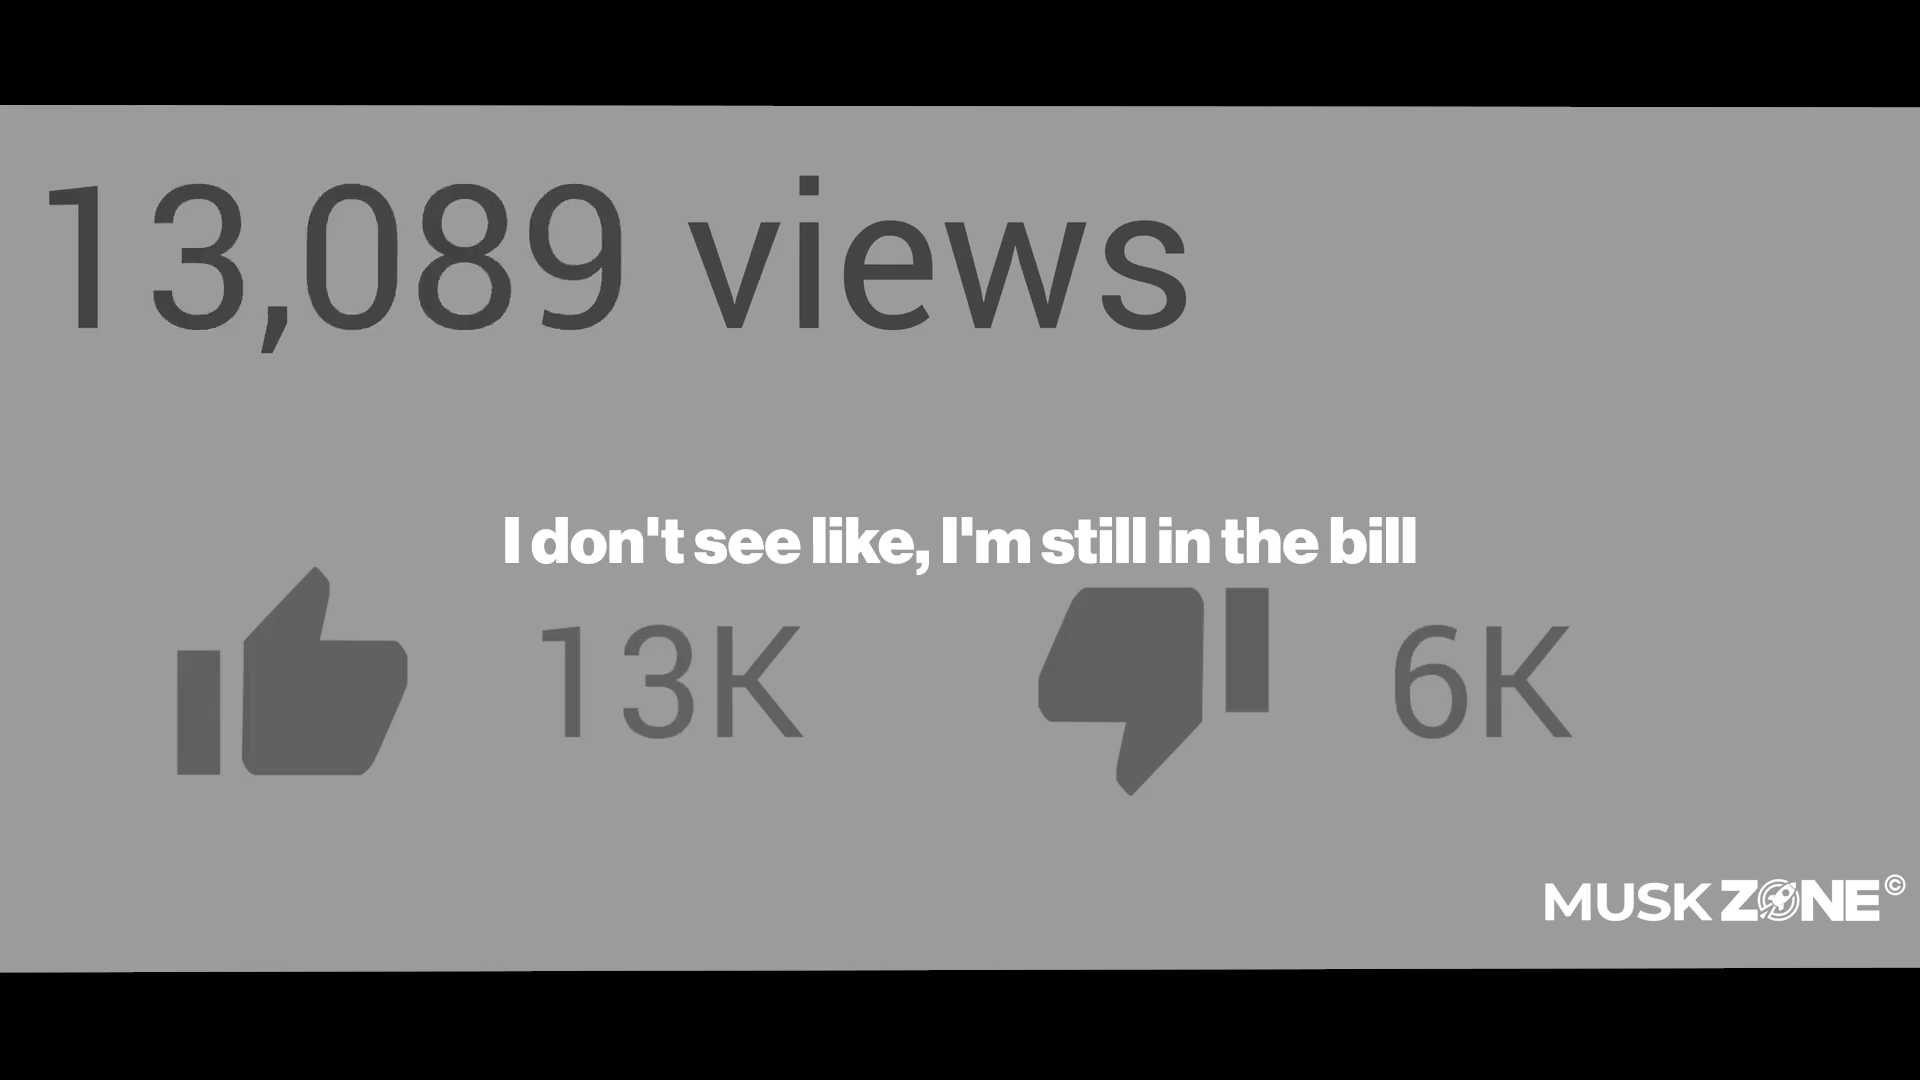 13,089 views
I don't see like, I'm still in the bill
13K 6K
MUSK ZONE ©